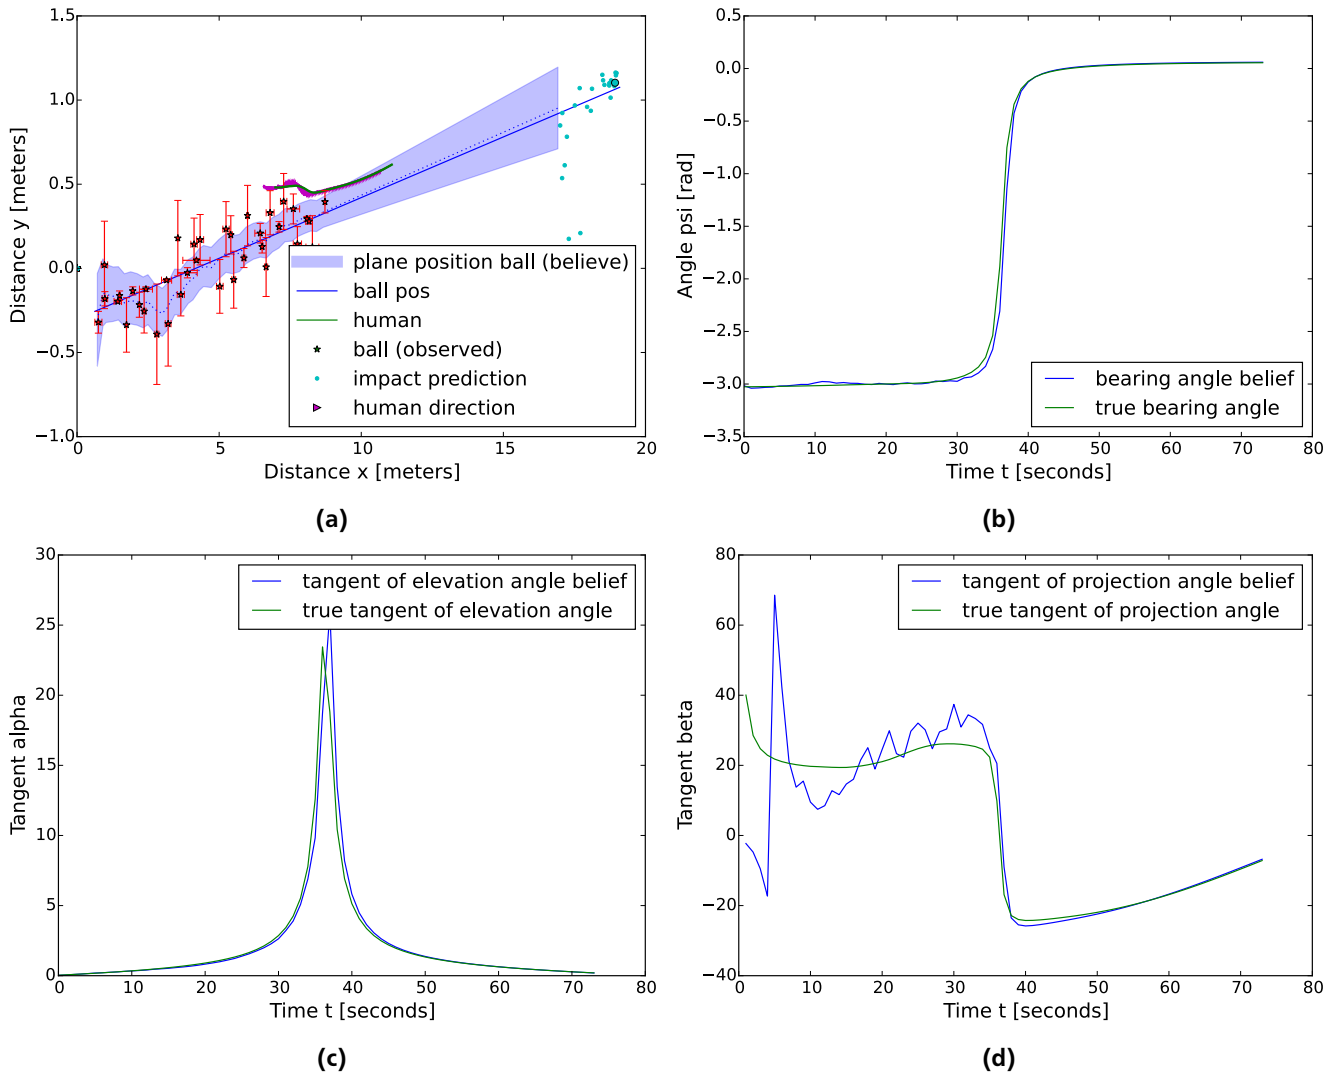 1.5
1.0
0.5
0.0
−0.5
−1.0
Distance y [meters]
plane position ball (believe)
ball pos
human
ball (observed)
impact prediction
human direction
0
5
10
15
20
Distance x [meters]
(a)
0.5
0.0
−0.5
−1.0
−1.5
−2.0
−2.5
−3.0
−3.5
Angle psi [rad]
bearing angle belief
true bearing angle
0
10
20
30
40
50
60
70
80
Time t [seconds]
(b)
30
25
20
15
10
5
0
Tangent alpha
tangent of elevation angle belief
true tangent of elevation angle
0
10
20
30
40
50
60
70
80
Time t [seconds]
(c)
80
60
40
20
0
−20
−40
Tangent beta
tangent of projection angle belief
true tangent of projection angle
0
10
20
30
40
50
60
70
80
Time t [seconds]
(d)